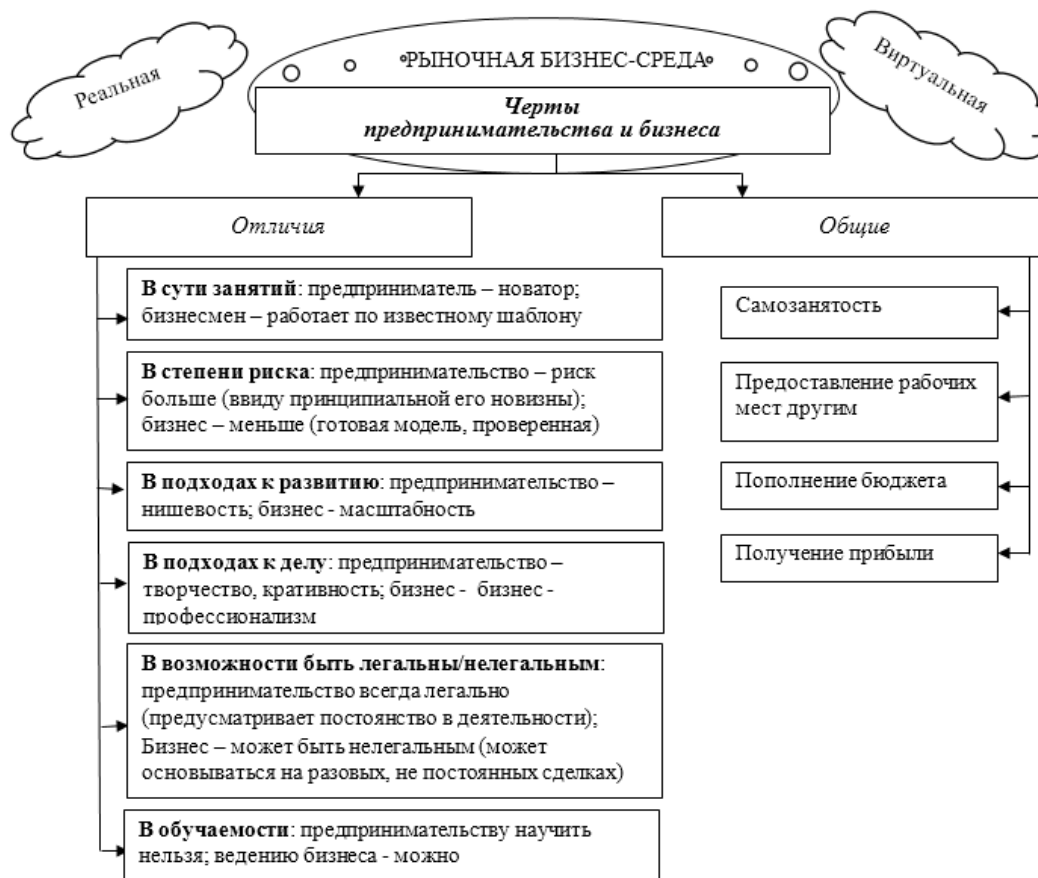 Реальная
РЫНОЧНАЯ БИЗНЕС-СРЕДА
Виртуальная
Черты
предпринимательства и бизнеса
Отличия
В сути занятий: предприниматель – новатор;
бизнесмен – работает по известному шаблону
В степени риска: предпринимательство – риск
больше (ввиду принципиальной его новизны);
бизнес – меньше (готовая модель, проверенная)
В подходах к развитию: предпринимательство –
нишевость; бизнес - масштабность
В подходах к делу: предпринимательство –
творчество, кративность; бизнес - бизнес -
профессионализм
В возможности быть легальны/нелегальным:
предпринимательство всегда легально
(предусматривает постоянство в деятельности);
Бизнес – может быть нелегальным (может
основываться на разовых, не постоянных сделках)
В обучаемости: предпринимательству научить
нельзя; ведению бизнеса - можно
Общие
Самозанятость
Предоставление рабочих
мест другим
Пополнение бюджета
Получение прибыли